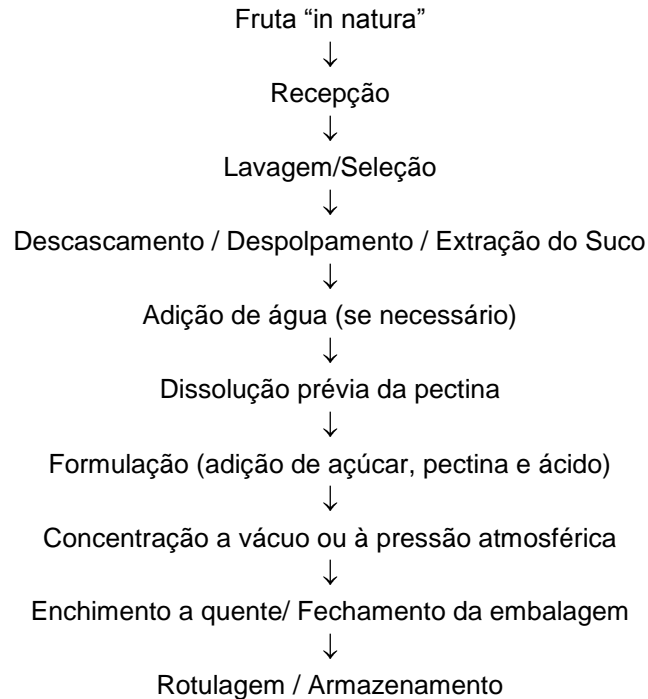 Fruta “in natura”
↓
Recepção
↓
Lavagem/Seleção
↓
Descascamento / Despolpamento / Extração do Suco
↓
Adição de água (se necessário)
↓
Dissolução prévia da pectina
↓
Formulação (adição de açúcar, pectina e ácido)
↓
Concentração a vácuo ou à pressão atmosférica
↓
Enchimento a quente/ Fechamento da embalagem
↓
Rotulagem / Armazenamento